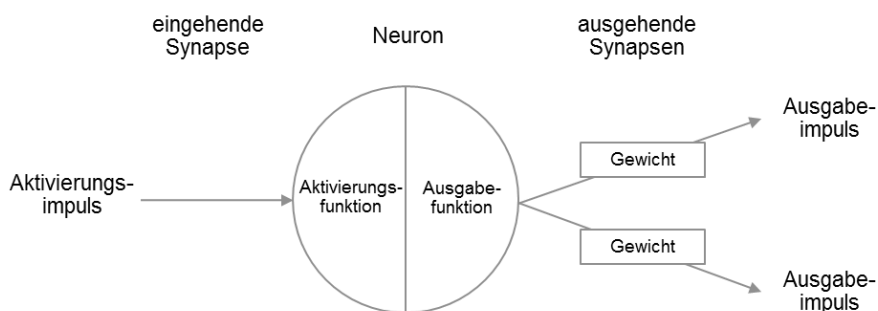 eingehende
Synapse
Neuron
ausgehende
Synapsen
Aktivierungs-
impuls
Aktivierungs-
funktion
Ausgabe-
funktion
Gewicht
Gewicht
Ausgabe-
impuls
Ausgabe-
impuls